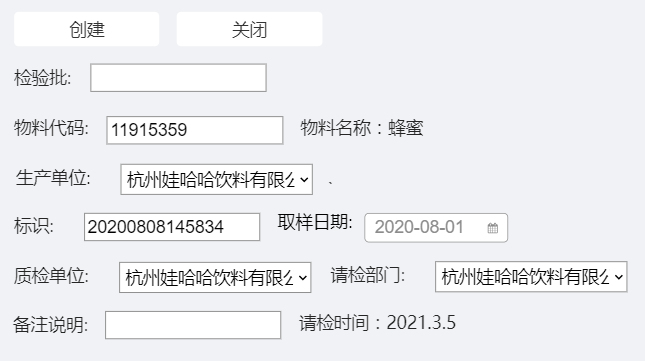 创建 关闭
检验批:
物料代码: 11915359 物料名称：蜂蜜
生产单位: 杭州娃哈哈饮料有限公 、
标识: 20200808145834 取样日期: 2020-08-01
质检单位: 杭州娃哈哈饮料有限公 请检部门: 杭州娃哈哈饮料有限公
备注说明: 请检时间：2021.3.5